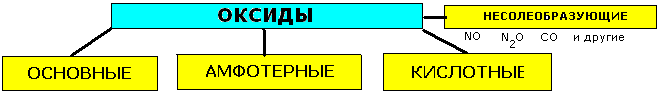 ОКСИДЫ
НЕСОЛЕОБРАЗУЮЩИЕ
NO N2O CO и другие
ОСНОВНЫЕ
АМФОТЕРНЫЕ
КИСЛОТНЫЕ